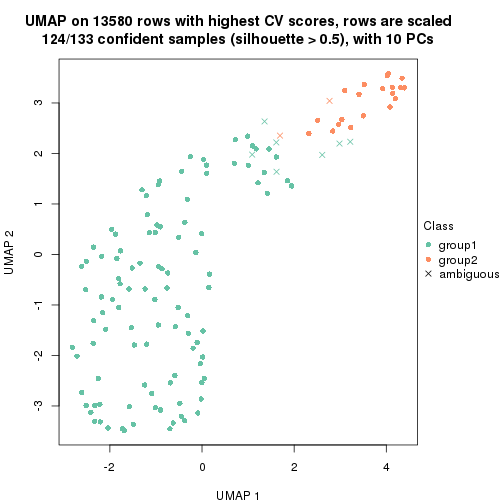 UMAP on 13580 rows with highest CV scores, rows are scaled
124/133 confident samples (silhouette > 0.5), with 10 PCs
3
2
1
0
-1
-2
-3
UMAP 2
-2
0
2
4
UMAP 1
Class
group1
group2
ambiguous